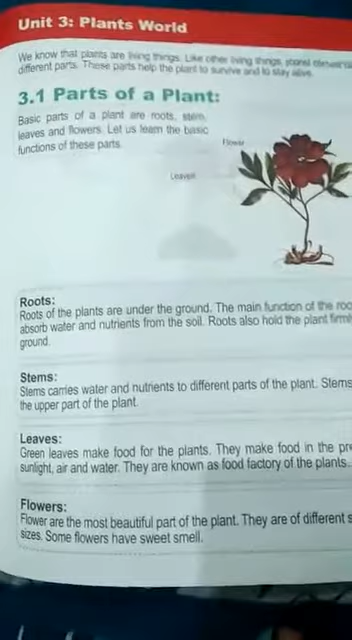 Unit 3: Plants World
We know that plants are living things. Like other living things, plants
different parts. These parts help the plant to survive and to stay alive.
3.1 Parts of a Plant:
Basic parts of a plant are roots, stem,
leaves and flowers. Let us learn the basic
functions of these parts.
Flower
Leaves
Roots:
Roots of the plants are under the ground. The main function of the
absorb water and nutrients from the soil. Roots also hold the plant
ground.
Stems:
Stems carries water and nutrients to different parts of the plant. Stems
the upper part of the plant.
Leaves:
Green leaves make food for the plants. They make food in the
sunlight, air and water. They are known as food factory of the plants.
Flowers:
Flower are the most beautiful part of the plant. They are of different
sizes. Some flowers have sweet smell.